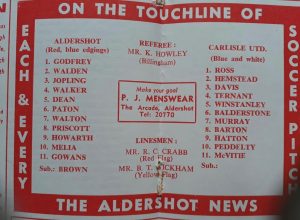 ON THE TOUCHLINE OF
EACH & EVERY
ALDERSHOT
(Red, blue edgings)
1 GODFREY
2 WALDEN
3 JOPLING
4 WALKER
5 DEAN
6 PATON
7 WALTON
8 PRISCOTT
9 HOWARTH
10 MELIA
11 GOWANS
Sub.: BROWN
REFEREE :
MR. K. HOWLEY
(Billingham)
Make your goal
P. J. MENSWEAR
The Arcade, Aldershot
Tel: 20770
LINESMEN :
MR. R. C. CRABB
(Red Flag)
MR. B. T. WICKHAM
(Yellow Flag)
CARLISLE UTD.
(Blue and white)
1 ROSS
2 HEMSTEAD
3 DAVIS
4 TERNANT
5 WINSTANLEY
6 BALDERSTONE
7 MURRAY
8 BARTON
9 HATTON
10 PEDDELTY
11 McVITIE
Sub.:
SOCCER PITCH
THE ALDERSHOT NEWS